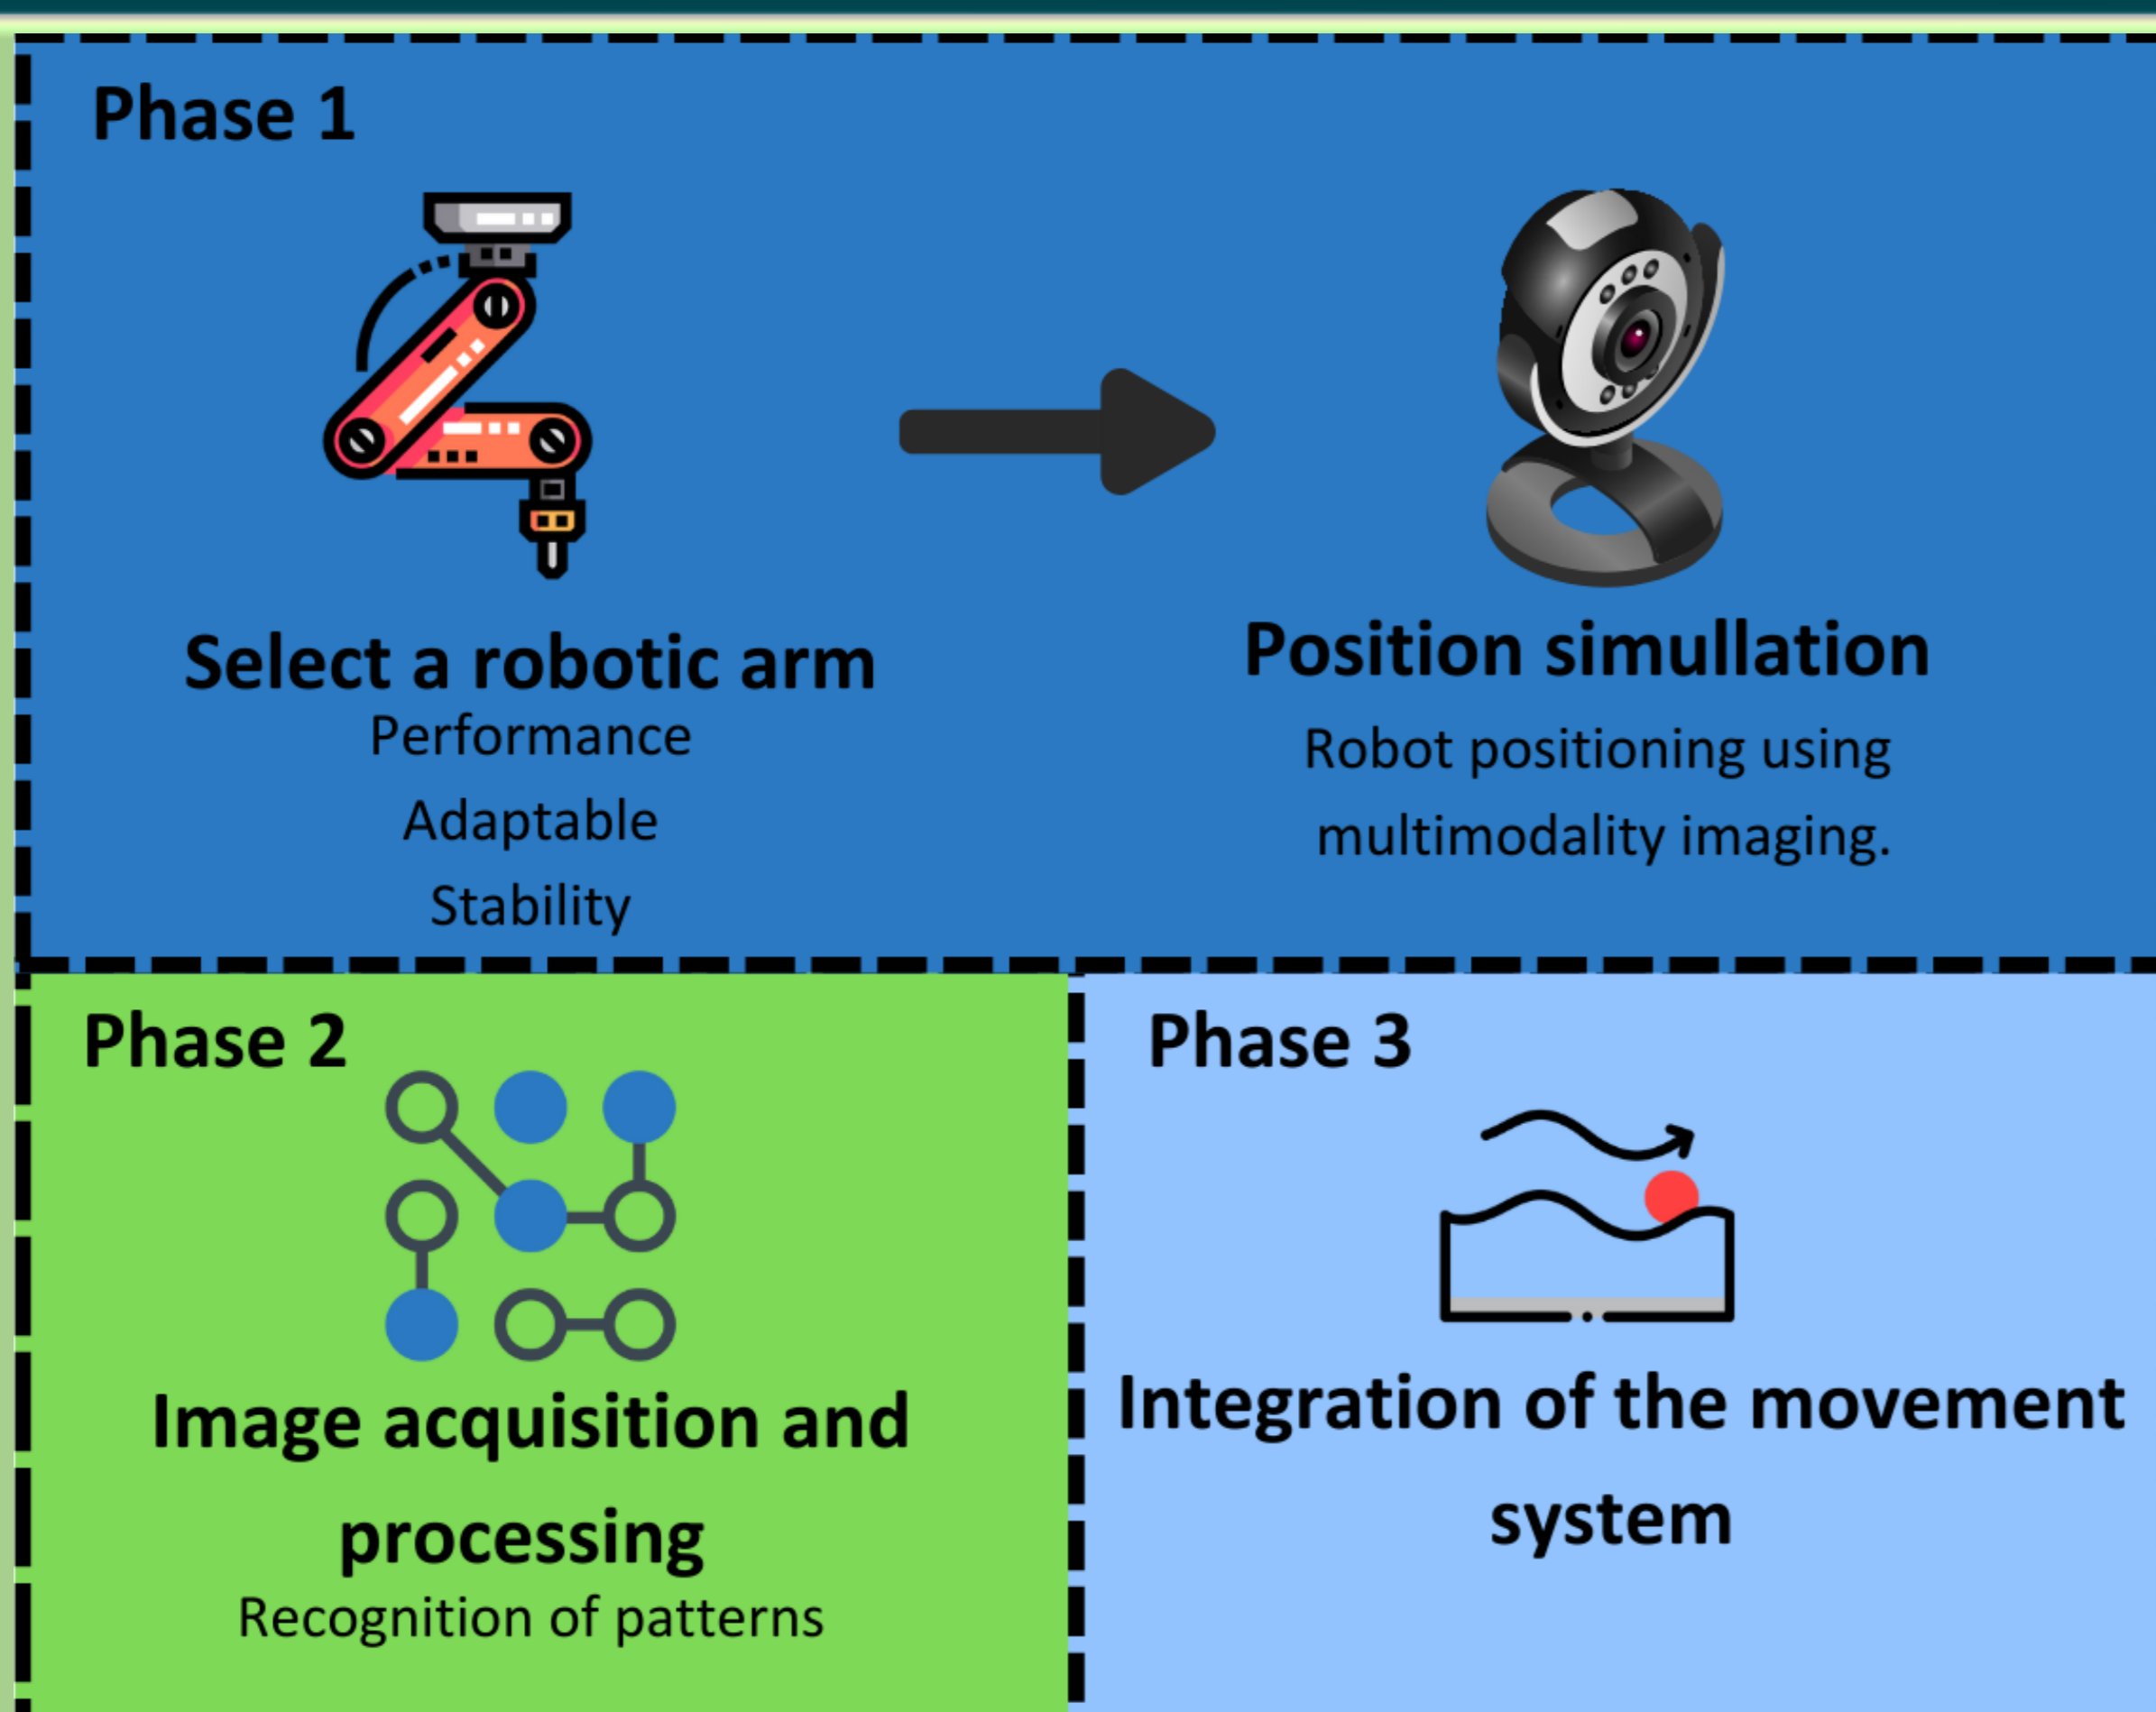 Phase 1
Select a robotic arm
Performance
Adaptable
Stability
Position simullation
Robot positioning using
multimodality imaging.
Phase 2
Image acquisition and
processing
Recognition of patterns
Phase 3
Integration of the movement
system